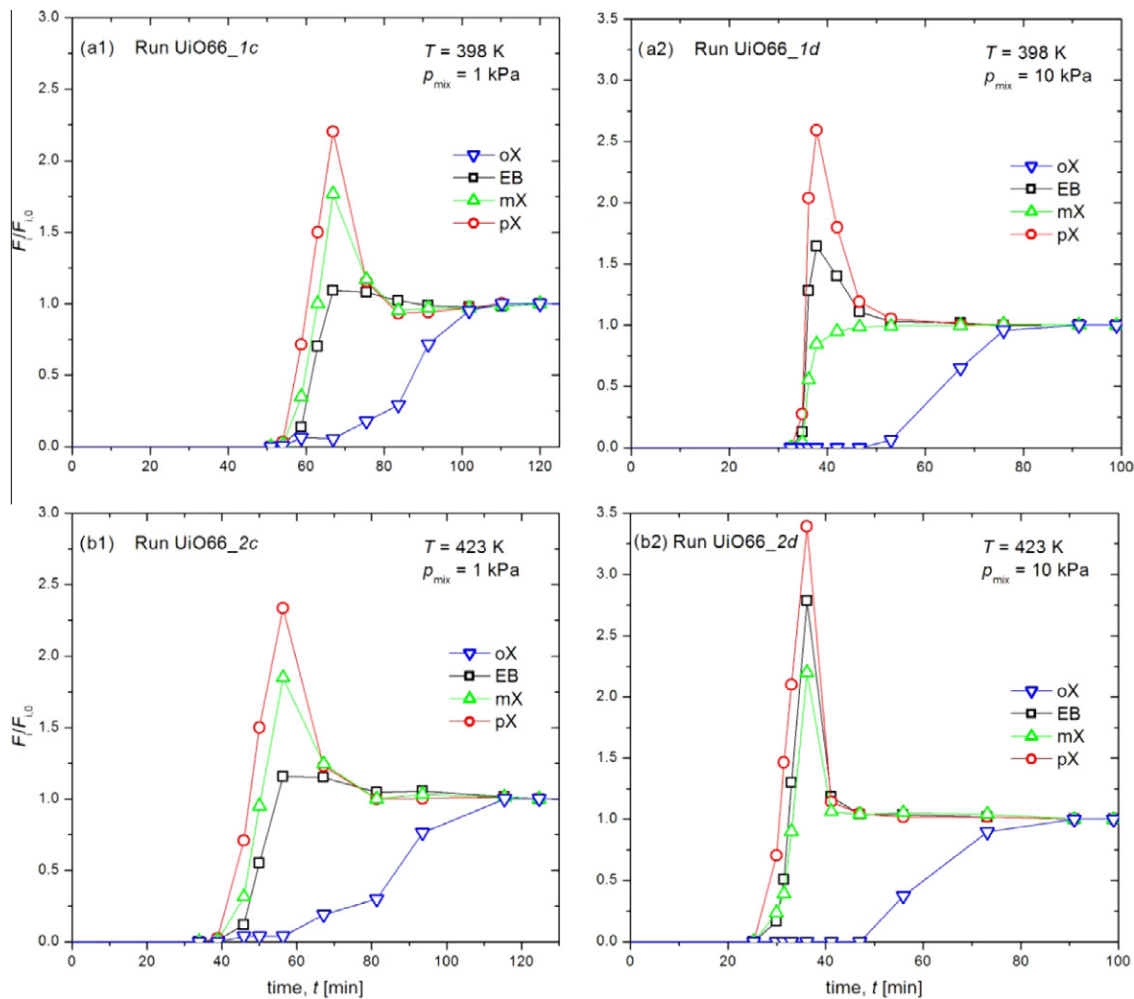 (a1) Run UiO66_1c
T = 398 K
p_mix = 1 kPa
oX
EB
mX
pX
F_i/F_i,0
3.0
2.5
2.0
1.5
1.0
0.5
0.0
0 20 40 60 80 100 120
(a2) Run UiO66_1d
T = 398 K
p_mix = 10 kPa
oX
EB
mX
pX
3.5
3.0
2.5
2.0
1.5
1.0
0.5
0.0
0 20 40 60 80 100
(b1) Run UiO66_2c
T = 423 K
p_mix = 1 kPa
oX
EB
mX
pX
F_i/F_i,0
3.0
2.5
2.0
1.5
1.0
0.5
0.0
0 20 40 60 80 100 120
time, t [min]
(b2) Run UiO66_2d
T = 423 K
p_mix = 10 kPa
oX
EB
mX
pX
3.5
3.0
2.5
2.0
1.5
1.0
0.5
0.0
0 20 40 60 80 100
time, t [min]